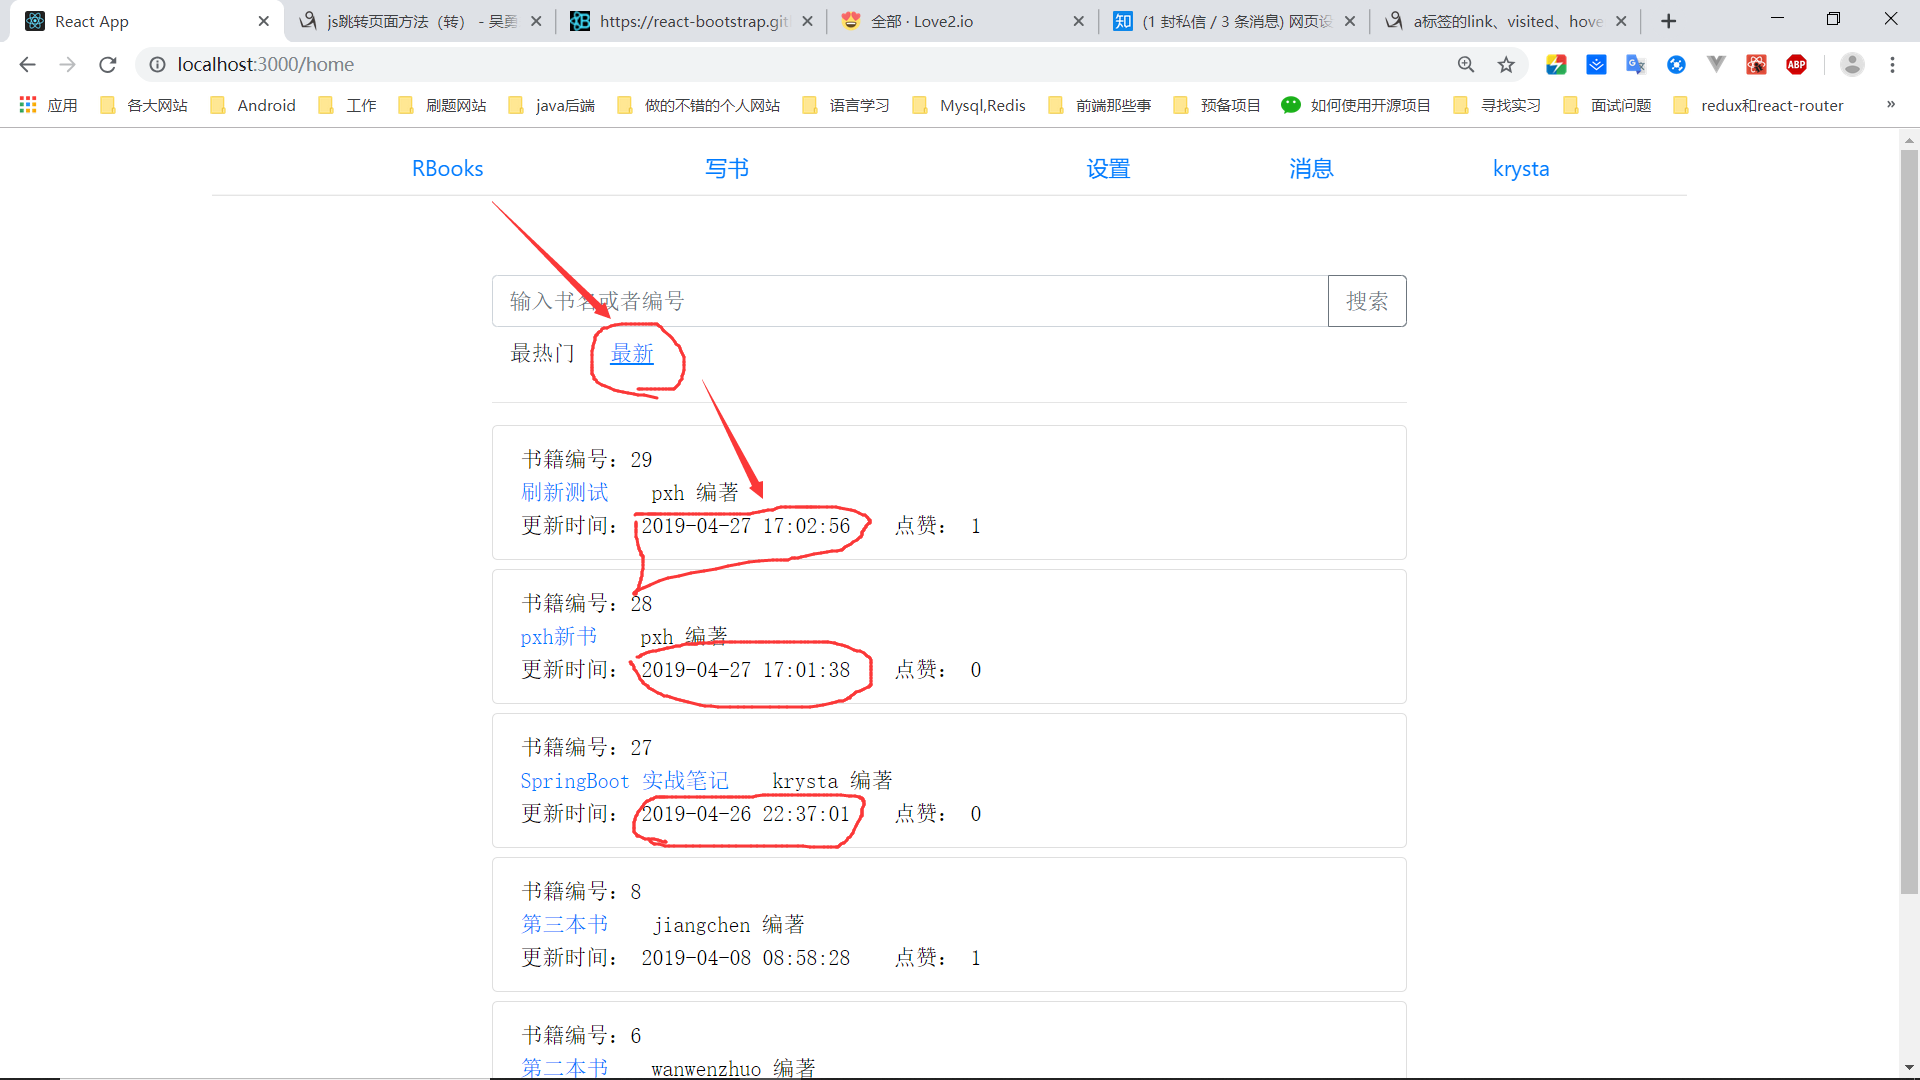 React App
js跳转页面方法（转） - 吴勇
https://react-bootstrap.git
全部 · Love2.io
知 (1 封私信 / 3 条消息) 网页设
a标签的link、visited、hove
localhost:3000/home
ABP
应用
各大网站
Android
工作
刷题网站
java后端
做的不错的个人网站
语言学习
Mysql,Redis
前端那些事
预备项目
如何使用开源项目
寻找实习
面试问题
redux和react-router
»
RBooks
写书
设置
消息
krysta
输入书名或者编号
搜索
最热门 最新
书籍编号：29
刷新测试 pxh 编著
更新时间： 2019-04-27 17:02:56 点赞： 1
书籍编号：28
pxh新书 pxh 编著
更新时间： 2019-04-27 17:01:38 点赞： 0
书籍编号：27
SpringBoot 实战笔记 krysta 编著
更新时间： 2019-04-26 22:37:01 点赞： 0
书籍编号：8
第三本书 jiangchen 编著
更新时间： 2019-04-08 08:58:28 点赞： 1
书籍编号：6
第二本书 wanwenzhuo 编著